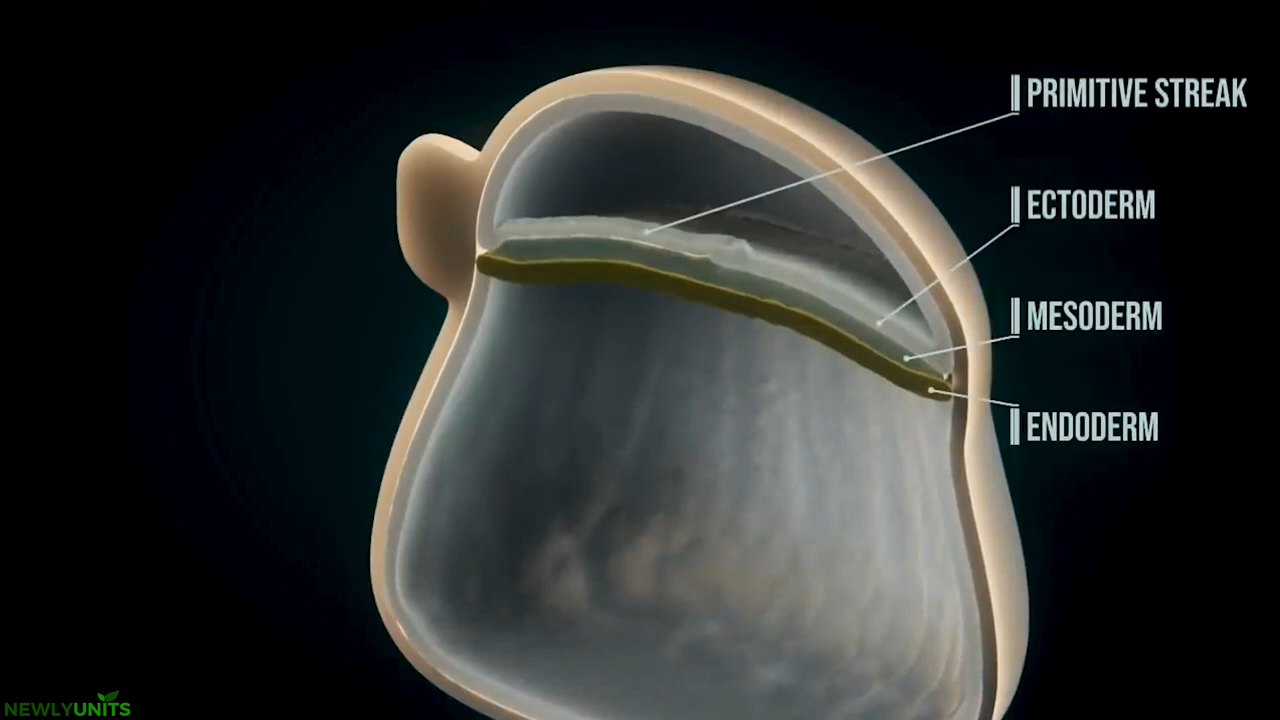 PRIMITIVE STREAK
ECTODERM
MESODERM
ENDODERM
NEWLYUNITS